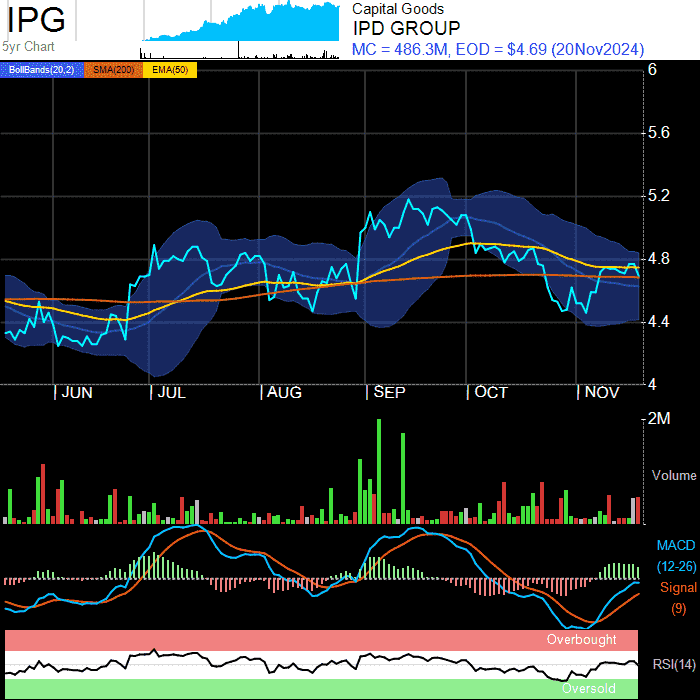 IPG
5yr Chart
Capital Goods
IPD GROUP
MC = 486.3M, EOD = $4.69 (20Nov2024)
BollBands(20,2) SMA(200) EMA(50)
6
5.6
5.2
4.8
4.4
4
JUN JUL AUG SEP OCT NOV
2M
Volume
MACD
(12-26)
Signal
(9)
Overbought
RSI(14)
Oversold